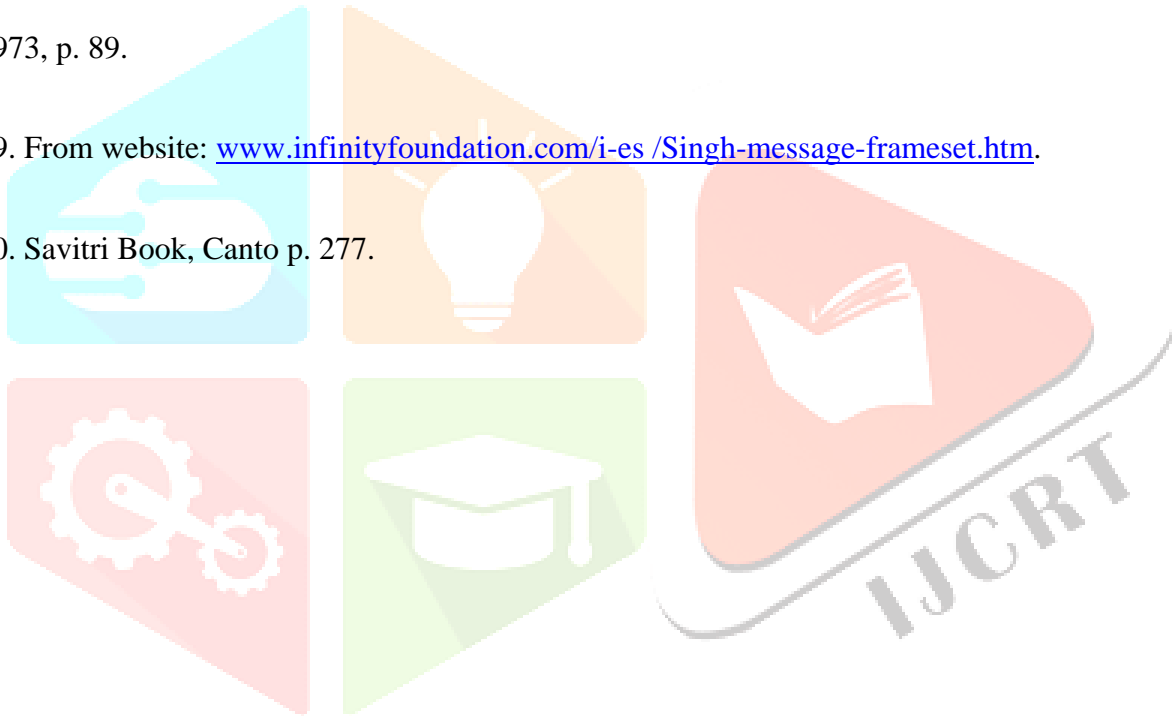 973, p. 89.
9. From website: www.infinityfoundation.com/i-es /Singh-message-frameset.htm.
0. Savitri Book, Canto p. 277.
IJCRT